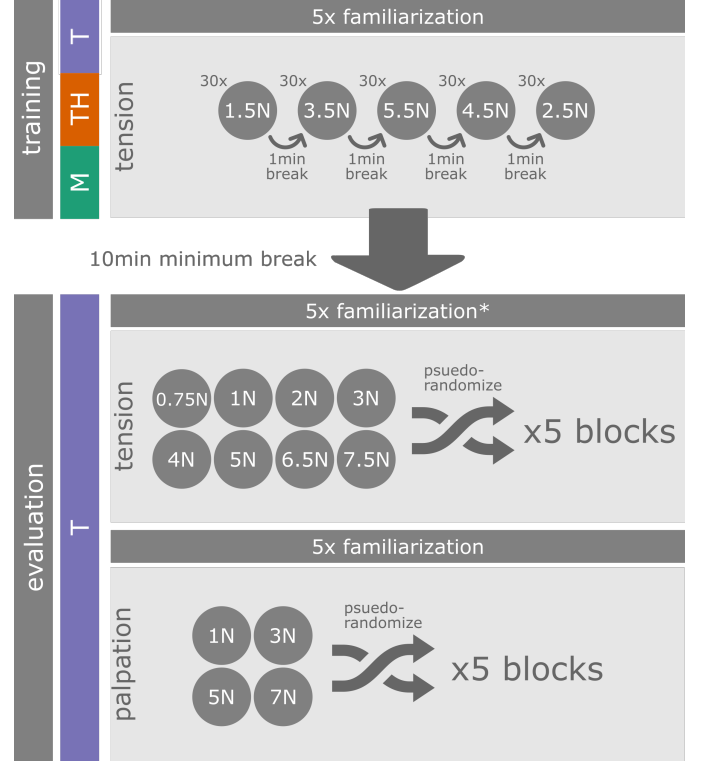 training
T
TH
M
5x familiarization
tension
30x 30x 30x 30x 30x
1.5N 3.5N 5.5N 4.5N 2.5N
1min 1min 1min 1min
break break break break
10min minimum break
evaluation
T
5x familiarization*
tension
0.75N 1N 2N 3N
4N 5N 6.5N 7.5N
psuedo-
randomize
x5 blocks
5x familiarization
palpation
1N 3N
5N 7N
psuedo-
randomize
x5 blocks